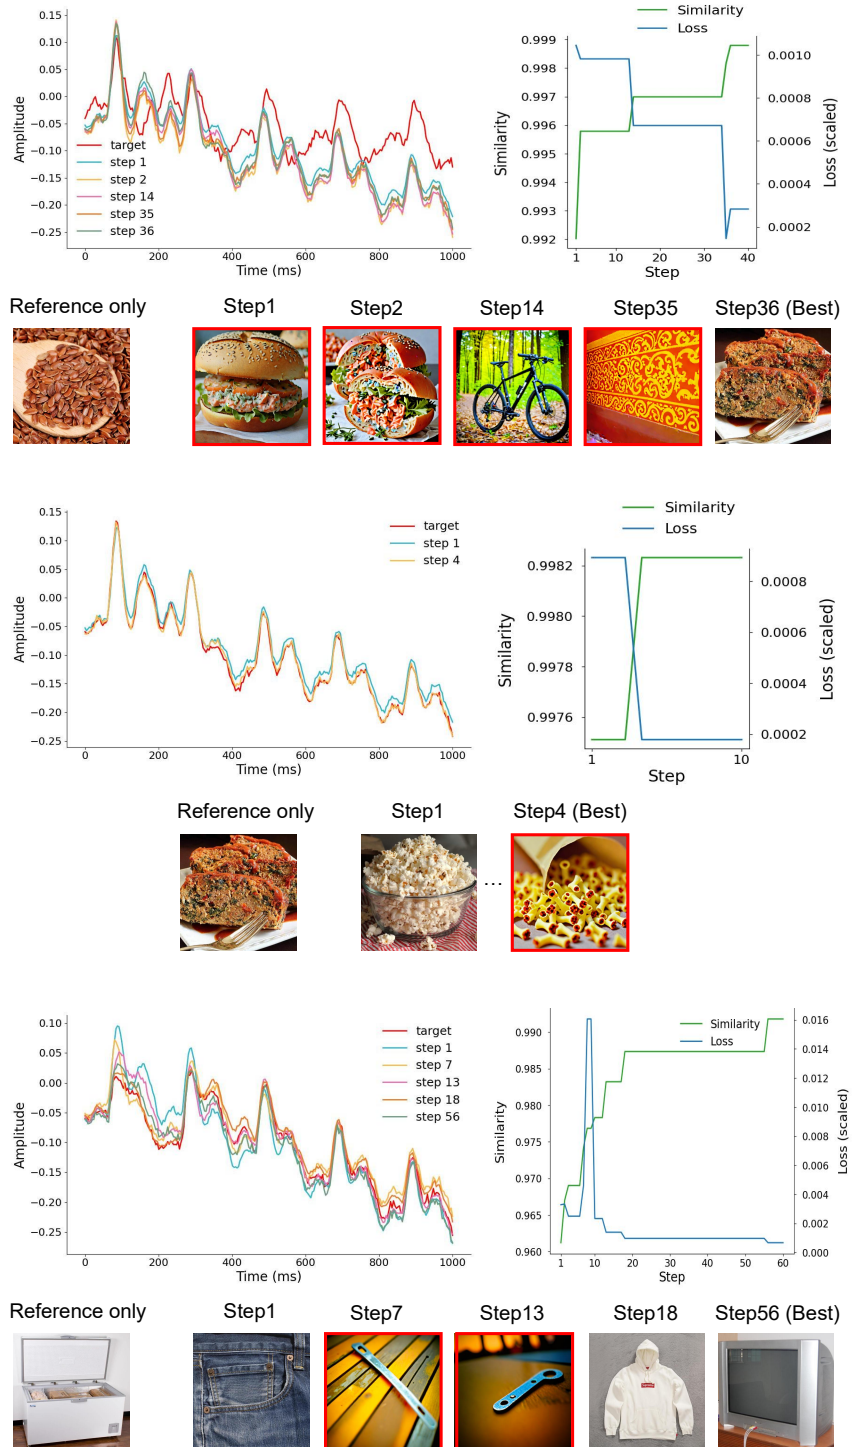 Similarity
Loss
0.15
0.10
0.05
0.00
−0.05
−0.10
−0.15
−0.20
−0.25
Amplitude
target
step 1
step 2
step 14
step 35
step 36
0 200 400 600 800 1000
Time (ms)
0.999
0.998
0.997
0.996
0.995
0.994
0.993
0.992
Similarity
0.0010
0.0008
0.0006
0.0004
0.0002
Loss (scaled)
1 10 20 30 40
Step
Reference only Step1 Step2 Step14 Step35 Step36 (Best)
0.15
0.10
0.05
0.00
−0.05
−0.10
−0.15
−0.20
−0.25
Amplitude
target
step 1
step 4
0 200 400 600 800 1000
Time (ms)
Similarity
Loss
0.9982
0.9980
0.9978
0.9976
Similarity
0.0008
0.0006
0.0004
0.0002
Loss (scaled)
1 10
Step
Reference only Step1 Step4 (Best)
...
0.10
0.05
0.00
−0.05
−0.10
−0.15
−0.20
−0.25
Amplitude
target
step 1
step 7
step 13
step 18
step 56
0 200 400 600 800 1000
Time (ms)
Similarity
Loss
0.990
0.985
0.980
0.975
0.970
0.965
0.960
Similarity
0.016
0.014
0.012
0.010
0.008
0.006
0.004
0.002
0.000
Loss (scaled)
1 10 20 30 40 50 60
Step
Reference only Step1 Step7 Step13 Step18 Step56 (Best)